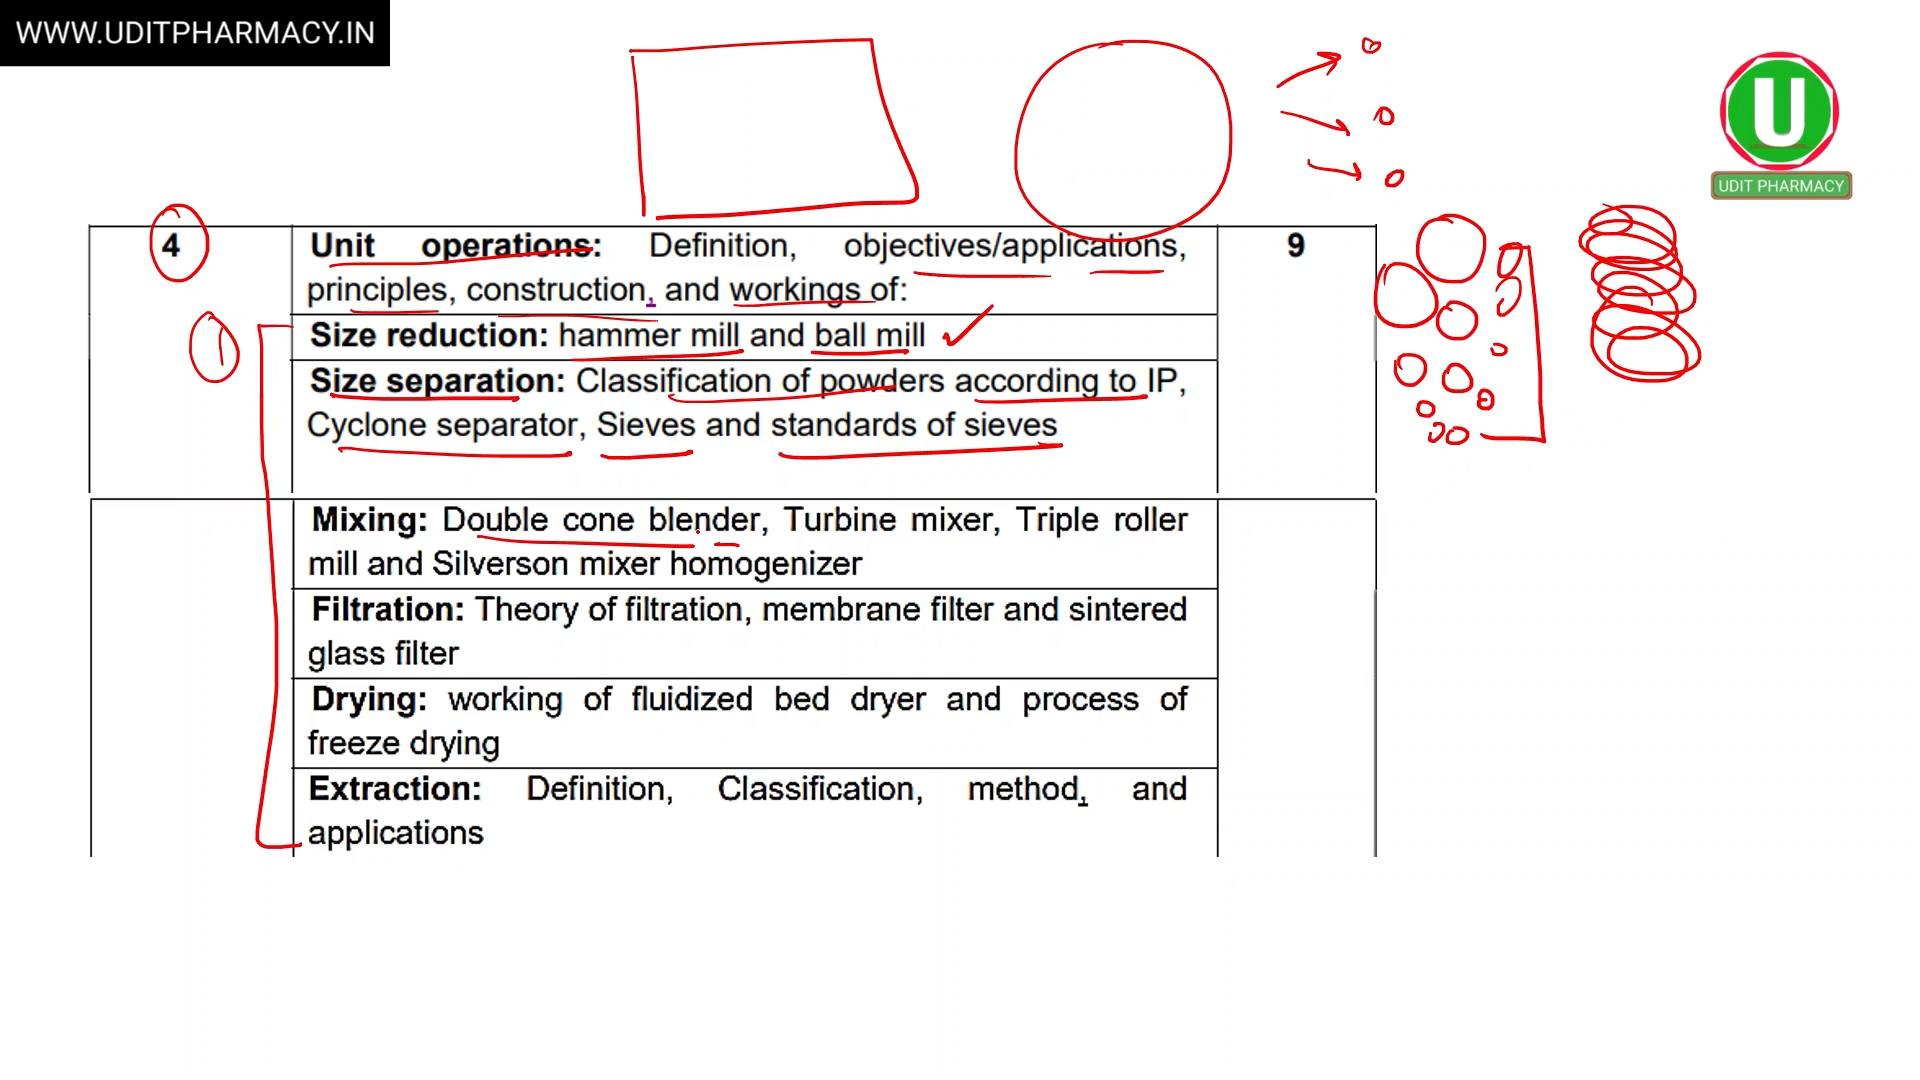 WWW.UDITPHARMACY.IN
U
UDIT PHARMACY
4
Unit operations: Definition, objectives/applications,
9
principles, construction, and workings of:
1
Size reduction: hammer mill and ball mill
Size separation: Classification of powders according to IP,
Cyclone separator, Sieves and standards of sieves
Mixing: Double cone blender, Turbine mixer, Triple roller
mill and Silverson mixer homogenizer
Filtration: Theory of filtration, membrane filter and sintered
glass filter
Drying: working of fluidized bed dryer and process of
freeze drying
Extraction: Definition, Classification, method, and
applications